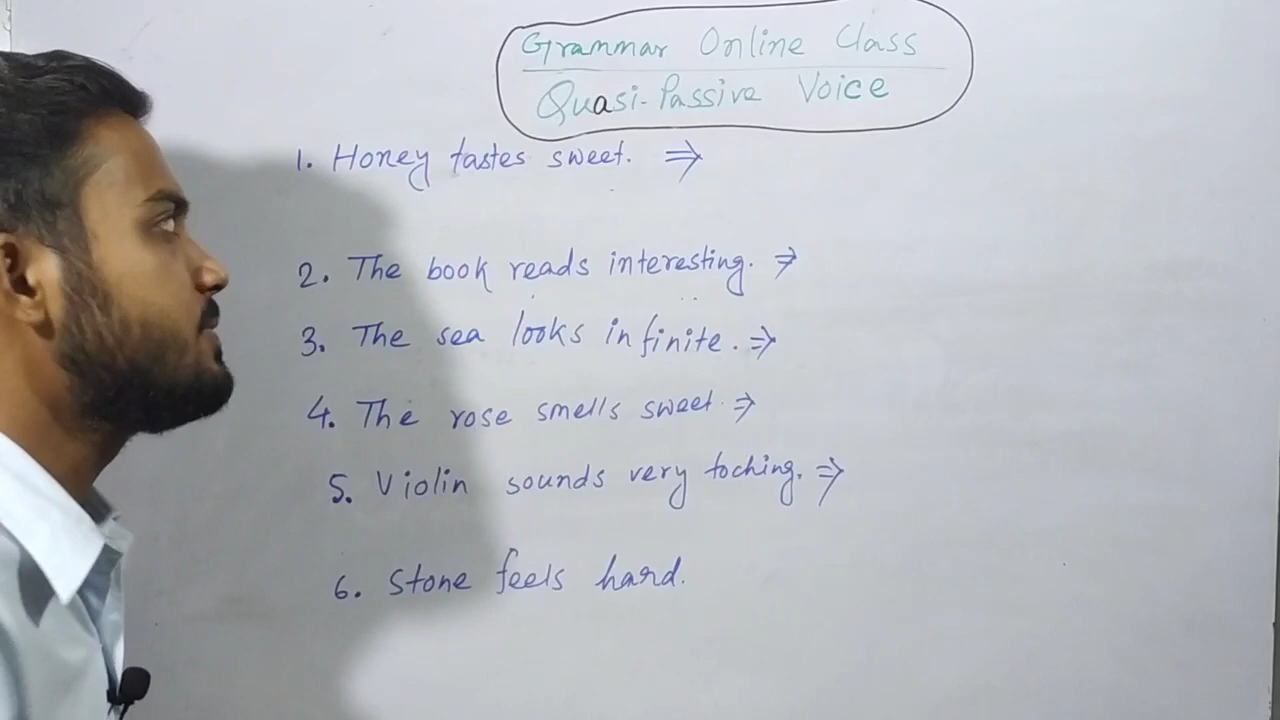 Grammar Online Class
Quasi-Passive Voice
1. Honey tastes sweet. ⇒
2. The book reads interesting. ⇒
3. The sea looks infinite. ⇒
4. The rose smells sweet. ⇒
5. Violin sounds very toching. ⇒
6. Stone feels hard.